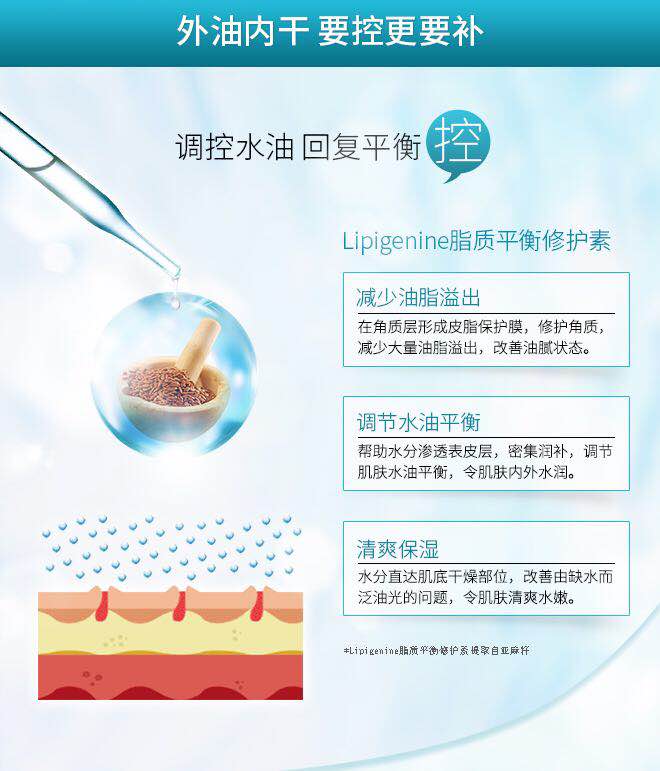 外油内干 要控更要补
调控水油 回复平衡 控
Lipigenine脂质平衡修护素
减少油脂溢出
在角质层形成皮脂保护膜，修护角质，
减少大量油脂溢出，改善油腻状态。
调节水油平衡
帮助水分渗透表皮层，密集润补，调节
肌肤水油平衡，令肌肤内外水润。
清爽保湿
水分直达肌底干燥部位，改善由缺水而
泛油光的问题，令肌肤清爽水嫩。
*Lipigenine脂质平衡修护素提取自亚麻籽